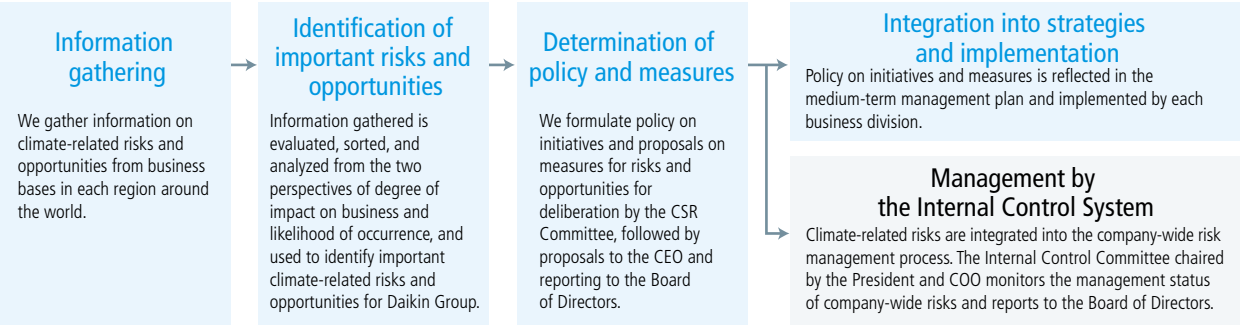 Information
gathering
We gather information on
climate-related risks and
opportunities from business
bases in each region around
the world.
Identification of
important risks and
opportunities
Information gathered is
evaluated, sorted, and
analyzed from the two
perspectives of degree of
impact on business and
likelihood of occurrence, and
used to identify important
climate-related risks and
opportunities for Daikin Group.
Determination of
policy and measures
We formulate policy on
initiatives and proposals on
measures for risks and
opportunities for
deliberation by the CSR
Committee, followed by
proposals to the CEO and
reporting to the Board
of Directors.
Integration into strategies
and implementation
Policy on initiatives and measures is reflected in the
medium-term management plan and implemented by each
business division.
Management by
the Internal Control System
Climate-related risks are integrated into the company-wide risk
management process. The Internal Control Committee chaired
by the President and COO monitors the management status
of company-wide risks and reports to the Board of Directors.